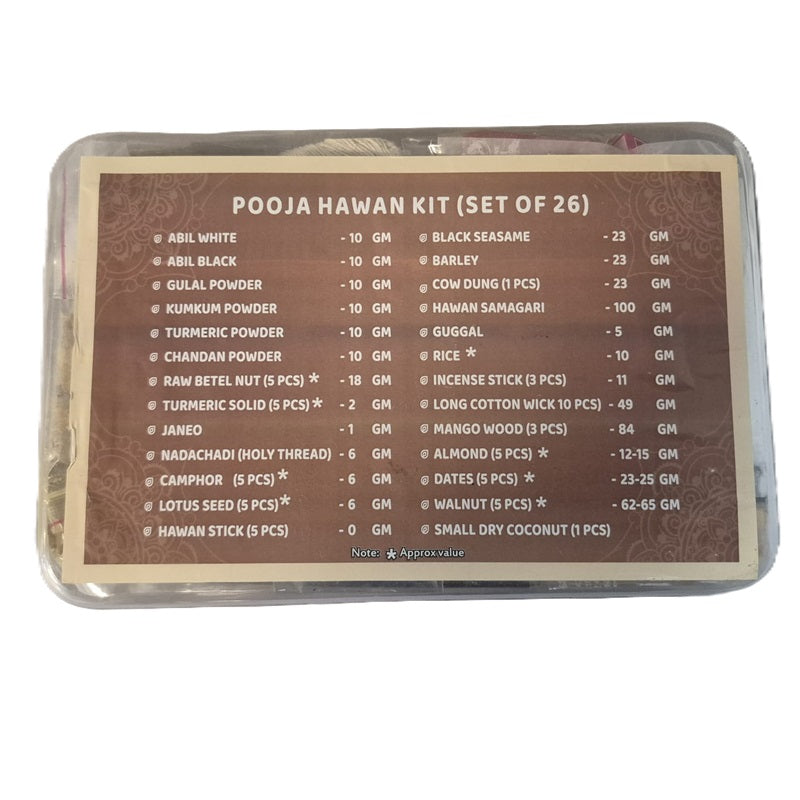 POOJA HAWAN KIT (SET OF 26)
ABIL WHITE - 10 GM
ABIL BLACK - 10 GM
GULAL POWDER - 10 GM
KUMKUM POWDER - 10 GM
TURMERIC POWDER - 10 GM
CHANDAN POWDER - 10 GM
RAW BETEL NUT (5 PCS) * - 18 GM
TURMERIC SOLID (5 PCS) * - 2 GM
JANEO - 1 GM
NADACHADI (HOLY THREAD) - 6 GM
CAMPHOR (5 PCS) * - 6 GM
LOTUS SEED (5 PCS) * - 6 GM
HAWAN STICK (5 PCS) - 0 GM
BLACK SEASAME - 23 GM
BARLEY - 23 GM
COW DUNG (1 PCS) - 23 GM
HAWAN SAMAGARI - 100 GM
GUGGAL - 5 GM
RICE * - 10 GM
INCENSE STICK (3 PCS) - 11 GM
LONG COTTON WICK 10 PCS) - 49 GM
MANGO WOOD (3 PCS) - 84 GM
ALMOND (5 PCS) * - 12-15 GM
DATES (5 PCS) * - 23-25 GM
WALNUT (5 PCS) * - 62-65 GM
SMALL DRY COCONUT (1 PCS)
Note: * Approx value